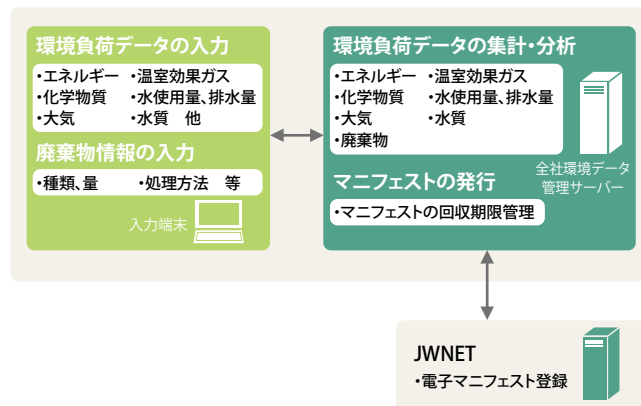 環境負荷データの入力
・エネルギー ・温室効果ガス
・化学物質 ・水使用量、排水量
・大気 ・水質 他
廃棄物情報の入力
・種類、量 ・処理方法 等
入力端末
環境負荷データの集計・分析
・エネルギー ・温室効果ガス
・化学物質 ・水使用量、排水量
・大気 ・水質
・廃棄物
全社環境データ
管理サーバー
マニフェストの発行
・マニフェストの回収期限管理
JWNET
・電子マニフェスト登録